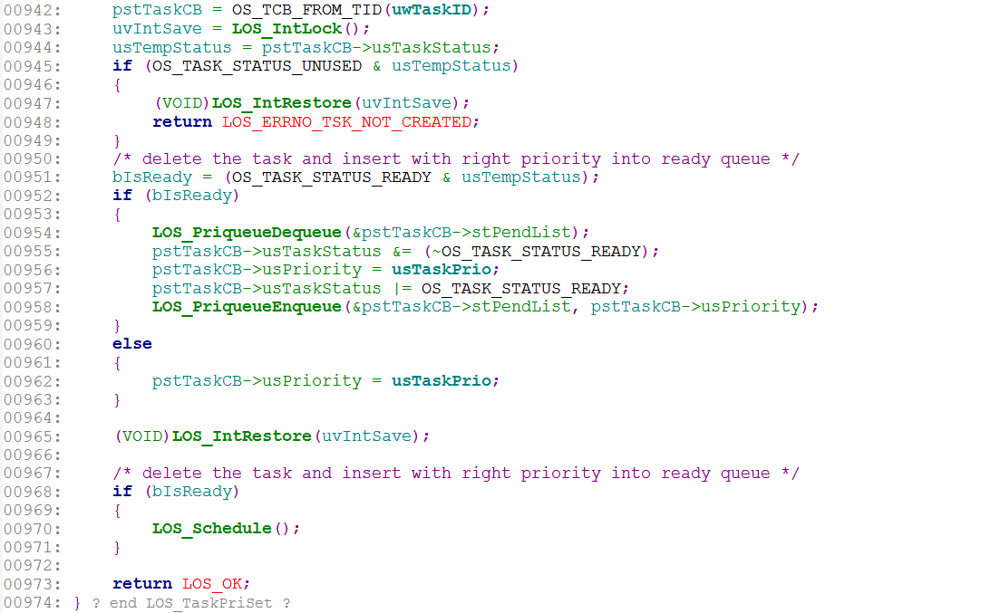 00942:     pstTaskCB = OS_TCB_FROM_TID(uwTaskID);
00943:     uvIntSave = LOS_IntLock();
00944:     usTempStatus = pstTaskCB->usTaskStatus;
00945:     if (OS_TASK_STATUS_UNUSED & usTempStatus)
00946:     {
00947:         (VOID)LOS_IntRestore(uvIntSave);
00948:         return LOS_ERRNO_TSK_NOT_CREATED;
00949:     }
00950:     /* delete the task and insert with right priority into ready queue */
00951:     bIsReady = (OS_TASK_STATUS_READY & usTempStatus);
00952:     if (bIsReady)
00953:     {
00954:         LOS_PriqueueDequeue(&pstTaskCB->stPendList);
00955:         pstTaskCB->usTaskStatus &= (~OS_TASK_STATUS_READY);
00956:         pstTaskCB->usPriority = usTaskPrio;
00957:         pstTaskCB->usTaskStatus |= OS_TASK_STATUS_READY;
00958:         LOS_PriqueueEnqueue(&pstTaskCB->stPendList, pstTaskCB->usPriority);
00959:     }
00960:     else
00961:     {
00962:         pstTaskCB->usPriority = usTaskPrio;
00963:     }
00964:
00965:     (VOID)LOS_IntRestore(uvIntSave);
00966:
00967:     /* delete the task and insert with right priority into ready queue */
00968:     if (bIsReady)
00969:     {
00970:         LOS_Schedule();
00971:     }
00972:
00973:     return LOS_OK;
00974: } ? end LOS_TaskPriSet ?